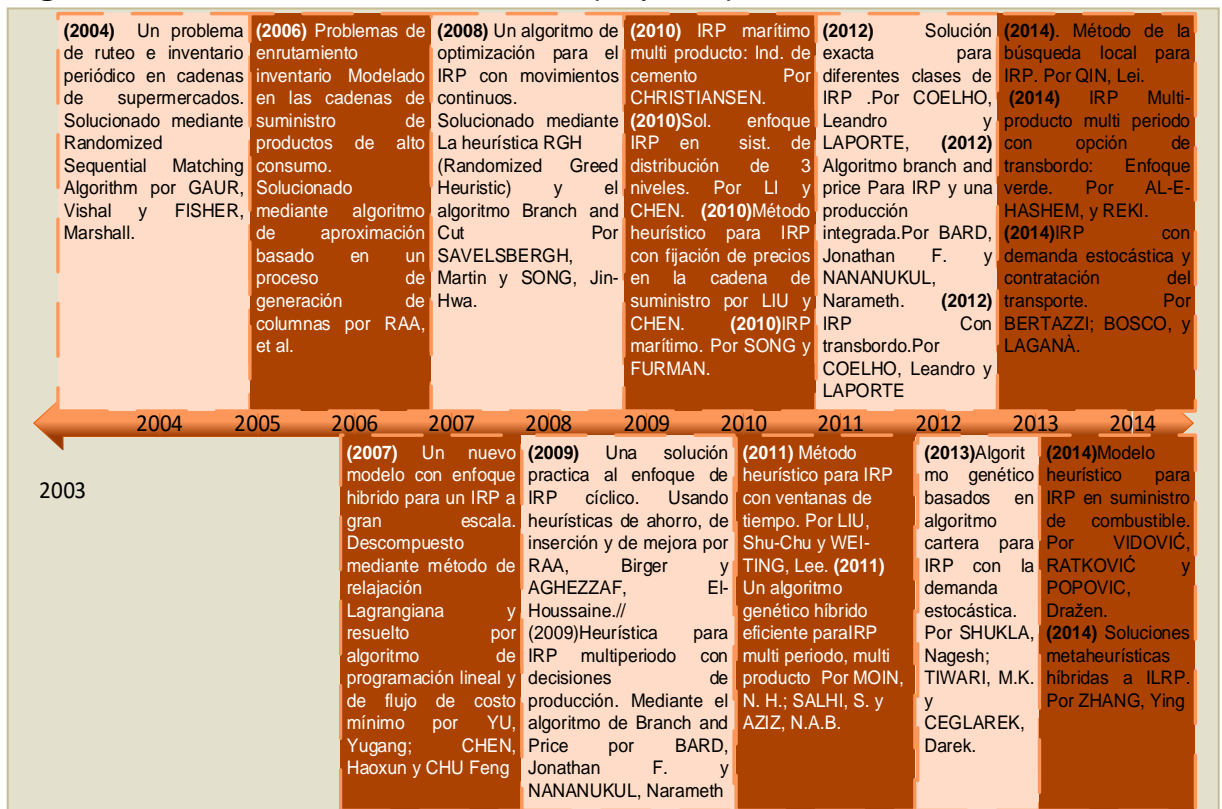 (2004) Un problema
de ruteo e inventario
periódico en cadenas
de supermercados.
Solucionado mediante
Randomized
Sequential Matching
Algorithm por GAUR,
Vishal y FISHER,
Marshall.
(2006) Problemas de
enrutamiento
inventario Modelado
en las cadenas de
suministro de
productos de alto
consumo.
Solucionado
mediante algoritmo
de aproximación
basado en un
proceso de
generación de
columnas por RAA,
et al.
(2008) Un algoritmo de
optimización para el
IRP con movimientos
continuos.
Solucionado mediante
La heurística RGH
(Randomized Greed
Heuristic) y el
algoritmo Branch and
Cut Por
SAVELSBERGH,
Martin y SONG, Jin-
Hwa.
(2010) IRP marítimo
multi producto: Ind. de
cemento Por
CHRISTIANSEN.
(2010)Sol. enfoque
IRP en sist. de
distribución de 3
niveles. Por LI y
CHEN. (2010)Método
heurístico para IRP
con fijación de precios
en la cadena de
suministro por LIU y
CHEN. (2010)IRP
marítimo. Por SONG y
FURMAN.
(2012) Solución
exacta para
diferentes clases de
IRP .Por COELHO,
Leandro y
LAPORTE, (2012)
Algoritmo branch and
price Para IRP y una
producción
integrada.Por BARD,
Jonathan F. y
NANANUKUL,
Narameth. (2012)
IRP Con
transbordo.Por
COELHO, Leandro y
LAPORTE
(2014). Método de la
búsqueda local para
IRP. Por QIN, Lei.
(2014) IRP Multi-
producto multi periodo
con opción de
transbordo: Enfoque
verde. Por AL-E-
HASHEM, y REKI.
(2014)IRP con
demanda estocástica y
contratación del
transporte. Por
BERTAZZI; BOSCO, y
LAGANÀ.
2004 2005 2006 2007 2008 2009 2010 2011 2012 2013 2014
2003
(2007) Un nuevo
modelo con enfoque
hibrido para un IRP a
gran escala.
Descompuesto
mediante método de
relajación
Lagrangiana y
resuelto por
algoritmo de
programación lineal y
de flujo de costo
mínimo por YU,
Yugang; CHEN,
Haoxun y CHU Feng
(2009) Una solución
practica al enfoque de
IRP cíclico. Usando
heurísticas de ahorro, de
inserción y de mejora por
RAA, Birger y
AGHEZZAF, El-
Houssaine.//
(2009)Heurística para
IRP multiperiodo con
decisiones de
producción. Mediante el
algoritmo de Branch and
Price por BARD,
Jonathan F. y
NANANUKUL, Narameth
(2011) Método
heurístico para IRP
con ventanas de
tiempo. Por LIU,
Shu-Chu y WEI-
TING, Lee. (2011)
Un algoritmo
genético híbrido
eficiente paraIRP
multi periodo, multi
producto Por MOIN,
N. H.; SALHI, S. y
AZIZ, N.A.B.
(2013)Algorit
mo genético
basados en
algoritmo
cartera para
IRP con la
demanda
estocástica.
Por SHUKLA,
Nagesh;
TIWARI, M.K.
y
CEGLAREK,
Darek.
(2014)Modelo
heurístico para
IRP en suministro
de combustible.
Por VIDOVIĆ,
RATKOVIĆ y
POPOVIC,
Dražen.
(2014) Soluciones
metaheurísticas
híbridas a ILRP.
Por ZHANG, Ying